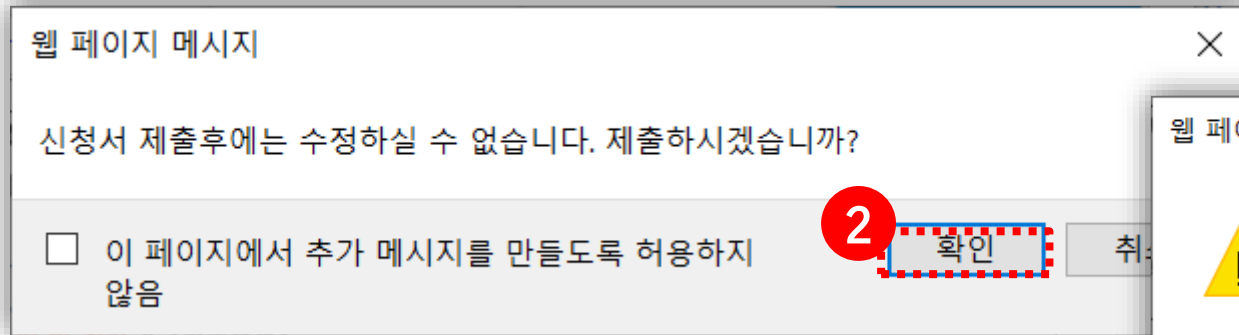 웹 페이지 메시지
신청서 제출후에는 수정하실 수 없습니다. 제출하시겠습니까?
웹
2
확인
이 페이지에서 추가 메시지를 만들도록 허용하지
않음